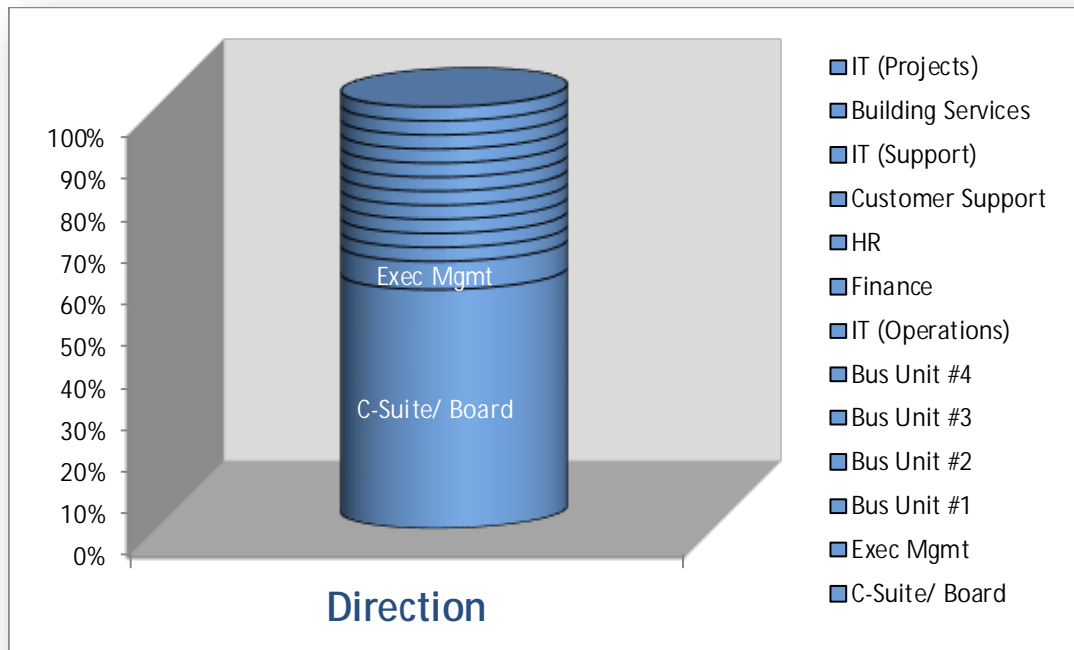 100%
90%
80%
70%
60%
50%
40%
30%
20%
10%
0%
Exec Mgmt
C-Suite/ Board
Direction
IT (Projects)
Building Services
IT (Support)
Customer Support
HR
Finance
IT (Operations)
Bus Unit #4
Bus Unit #3
Bus Unit #2
Bus Unit #1
Exec Mgmt
C-Suite/ Board